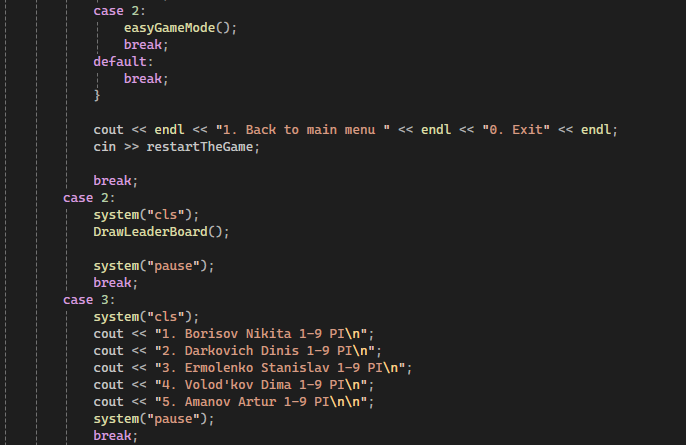 case 2:
easyGameMode();
break;
default:
break;
}
cout << endl << "1. Back to main menu " << endl << "0. Exit" << endl;
cin >> restartTheGame;
break;
case 2:
system("cls");
DrawLeaderBoard();
system("pause");
break;
case 3:
system("cls");
cout << "1. Borisov Nikita 1-9 PI\n";
cout << "2. Darkovich Dinis 1-9 PI\n";
cout << "3. Ermolenko Stanislav 1-9 PI\n";
cout << "4. Volod'kov Dima 1-9 PI\n";
cout << "5. Amanov Artur 1-9 PI\n\n";
system("pause");
break;